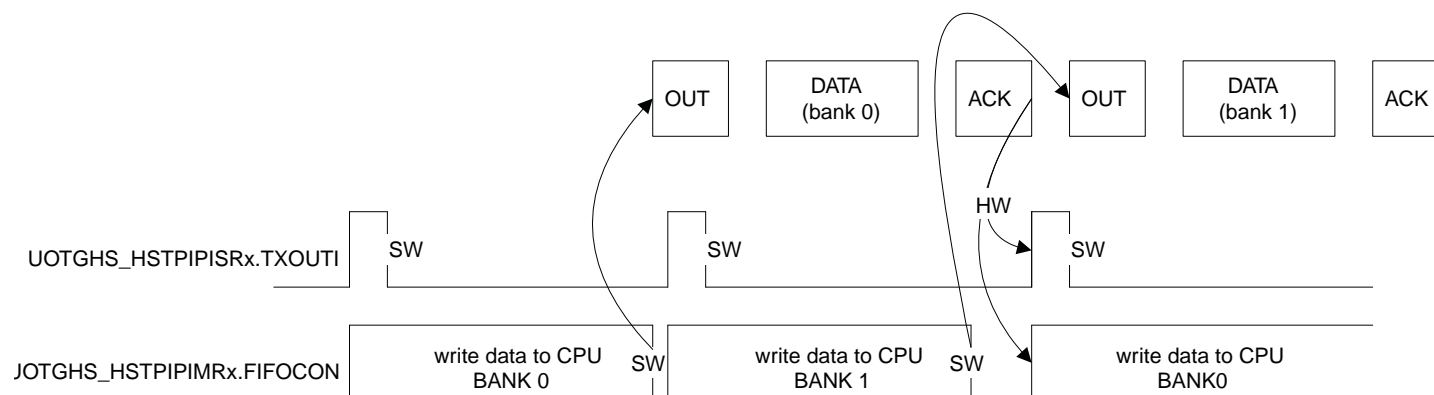 OUT DATA ACK OUT DATA ACK
(bank 0) (bank 1)
HW
UOTGHS_HSTPIPISRx.TXOUTI SW SW SW
write data to CPU write data to CPU write data to CPU
UOTGHS_HSTPIPIMRx.FIFOCON SW SW
BANK 0 BANK 1 BANK0